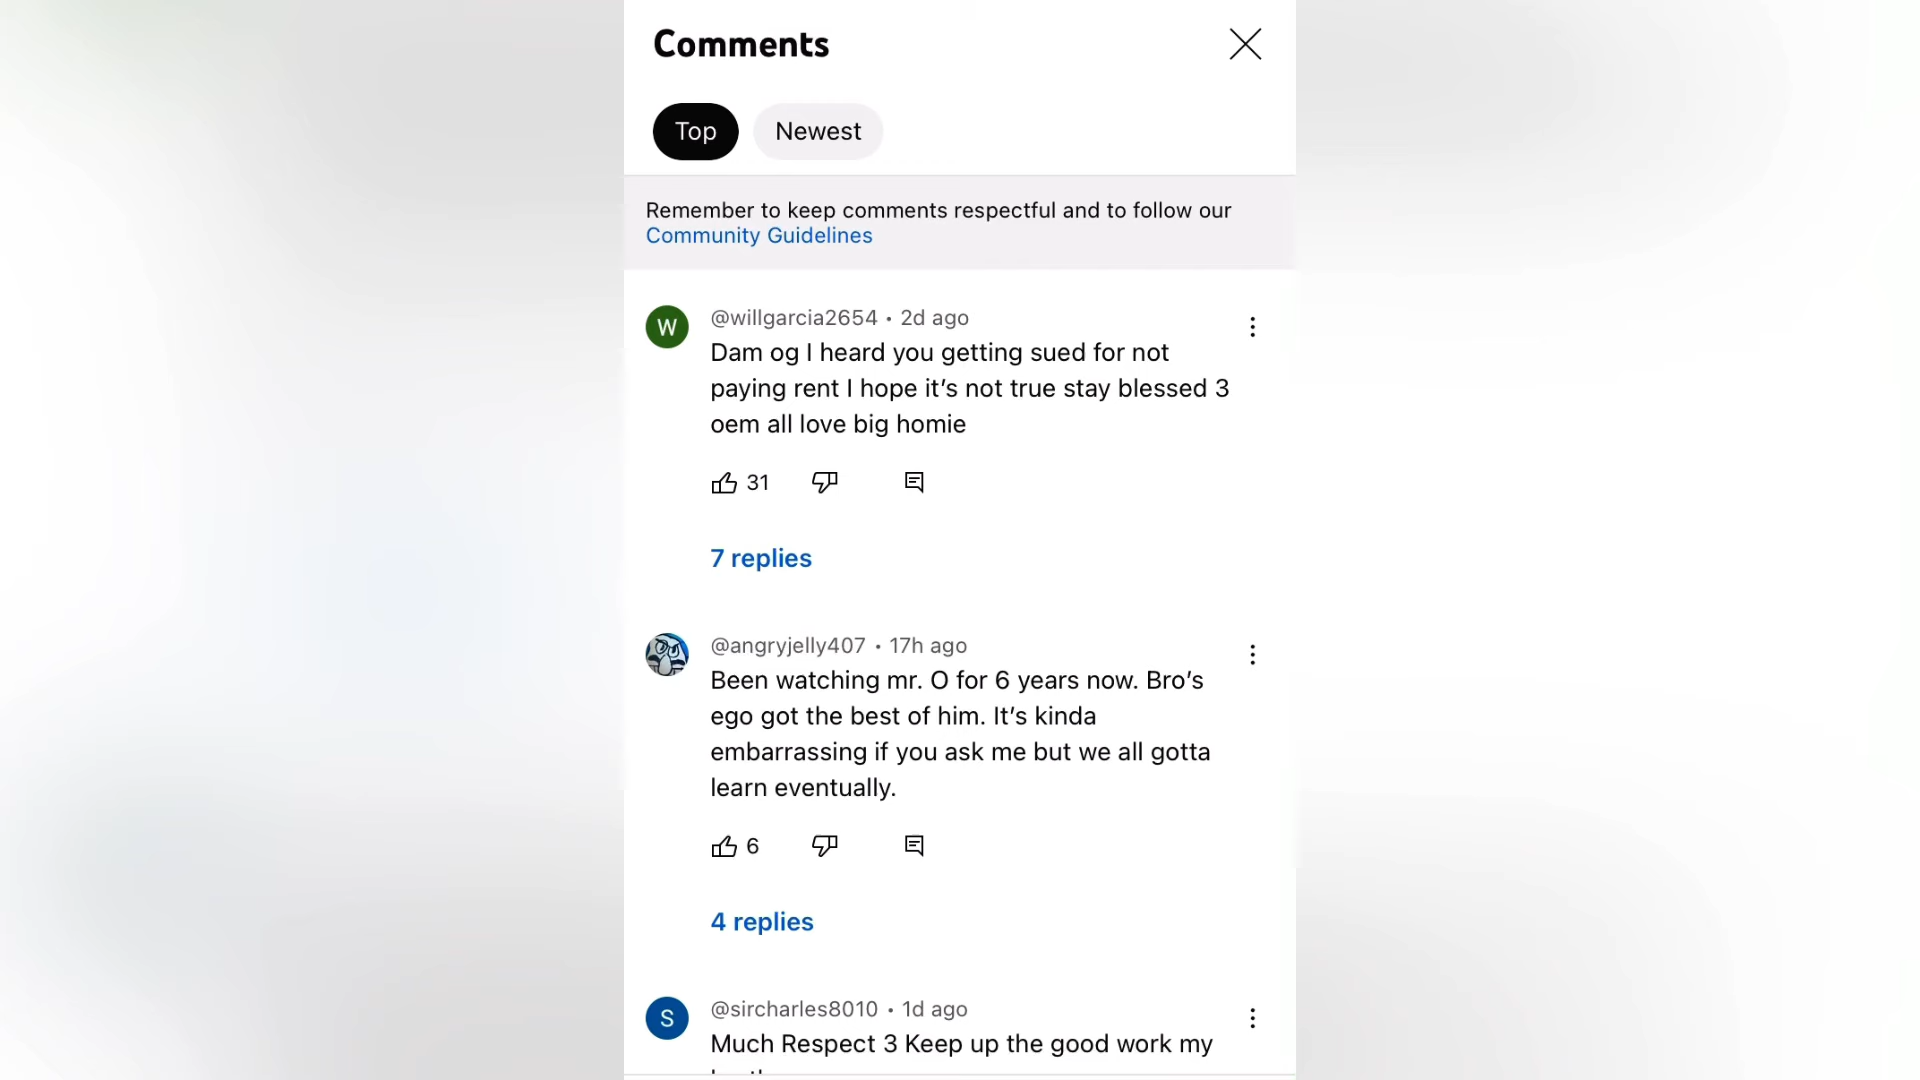 Comments
Top Newest
Remember to keep comments respectful and to follow our
Community Guidelines
W
@willgarcia2654 • 2d ago
Dam og I heard you getting sued for not
paying rent I hope it's not true stay blessed 3
oem all love big homie
31
7 replies
@angryjelly407 • 17h ago
Been watching mr. O for 6 years now. Bro's
ego got the best of him. It's kinda
embarrassing if you ask me but we all gotta
learn eventually.
6
4 replies
S
@sircharles8010 • 1d ago
Much Respect 3 Keep up the good work my